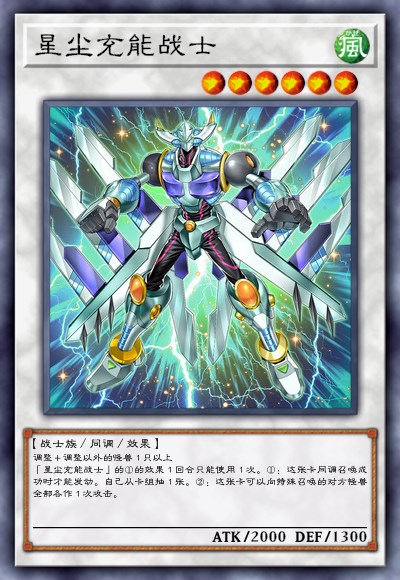 星尘充能战士
風
【战士族／同调／效果】
调整＋调整以外的怪兽1只以上
「星尘充能战士」的①的效果1回合只能使用1次。①：这张卡同调召唤成
功时才能发动。自己从卡组抽1张。②：这张卡可以向特殊召唤的对方怪兽
全部各作1次攻击。
ATK/2000 DEF/1300